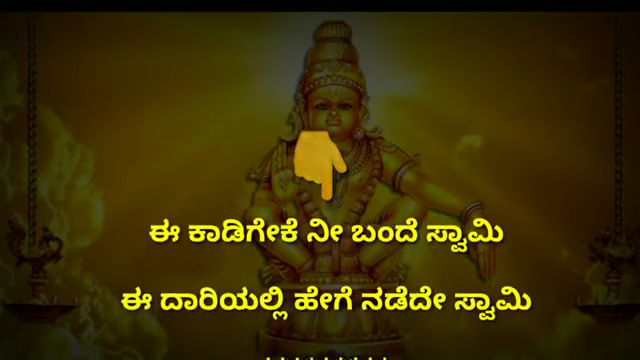 ಈ ಕಾಡಿಗೇಕೆ ನೀ ಬಂದೆ ಸ್ವಾಮಿ
ಈ ದಾರಿಯಲ್ಲಿ ಹೇಗೆ ನಡೆದೇ ಸ್ವಾಮಿ